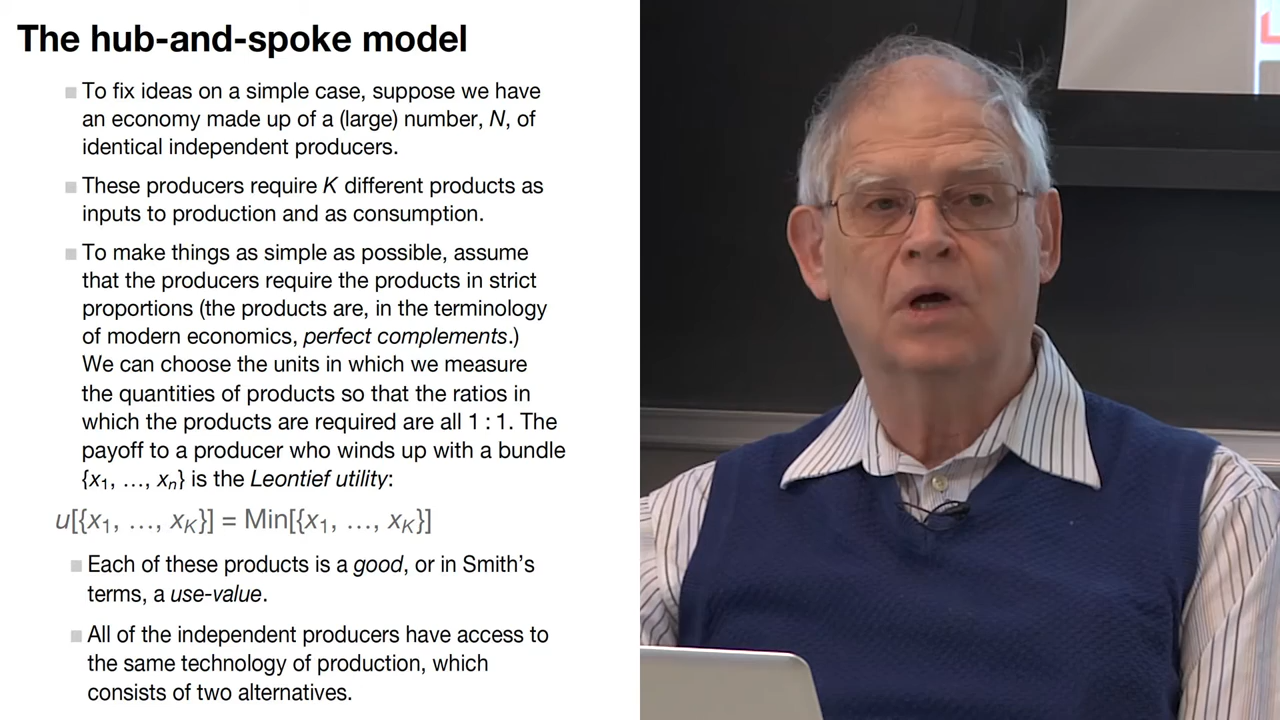 The hub-and-spoke model
To fix ideas on a simple case, suppose we have
an economy made up of a (large) number, N, of
identical independent producers.
These producers require K different products as
inputs to production and as consumption.
To make things as simple as possible, assume
that the producers require the products in strict
proportions (the products are, in the terminology
of modern economics, perfect complements.)
We can choose the units in which we measure
the quantities of products so that the ratios in
which the products are required are all 1 : 1. The
payoff to a producer who winds up with a bundle
{x₁, …, xₙ} is the Leontief utility:
u[{x₁, …, x_K}] = Min[{x₁, …, x_K}]
Each of these products is a good, or in Smith's
terms, a use-value.
All of the independent producers have access to
the same technology of production, which
consists of two alternatives.